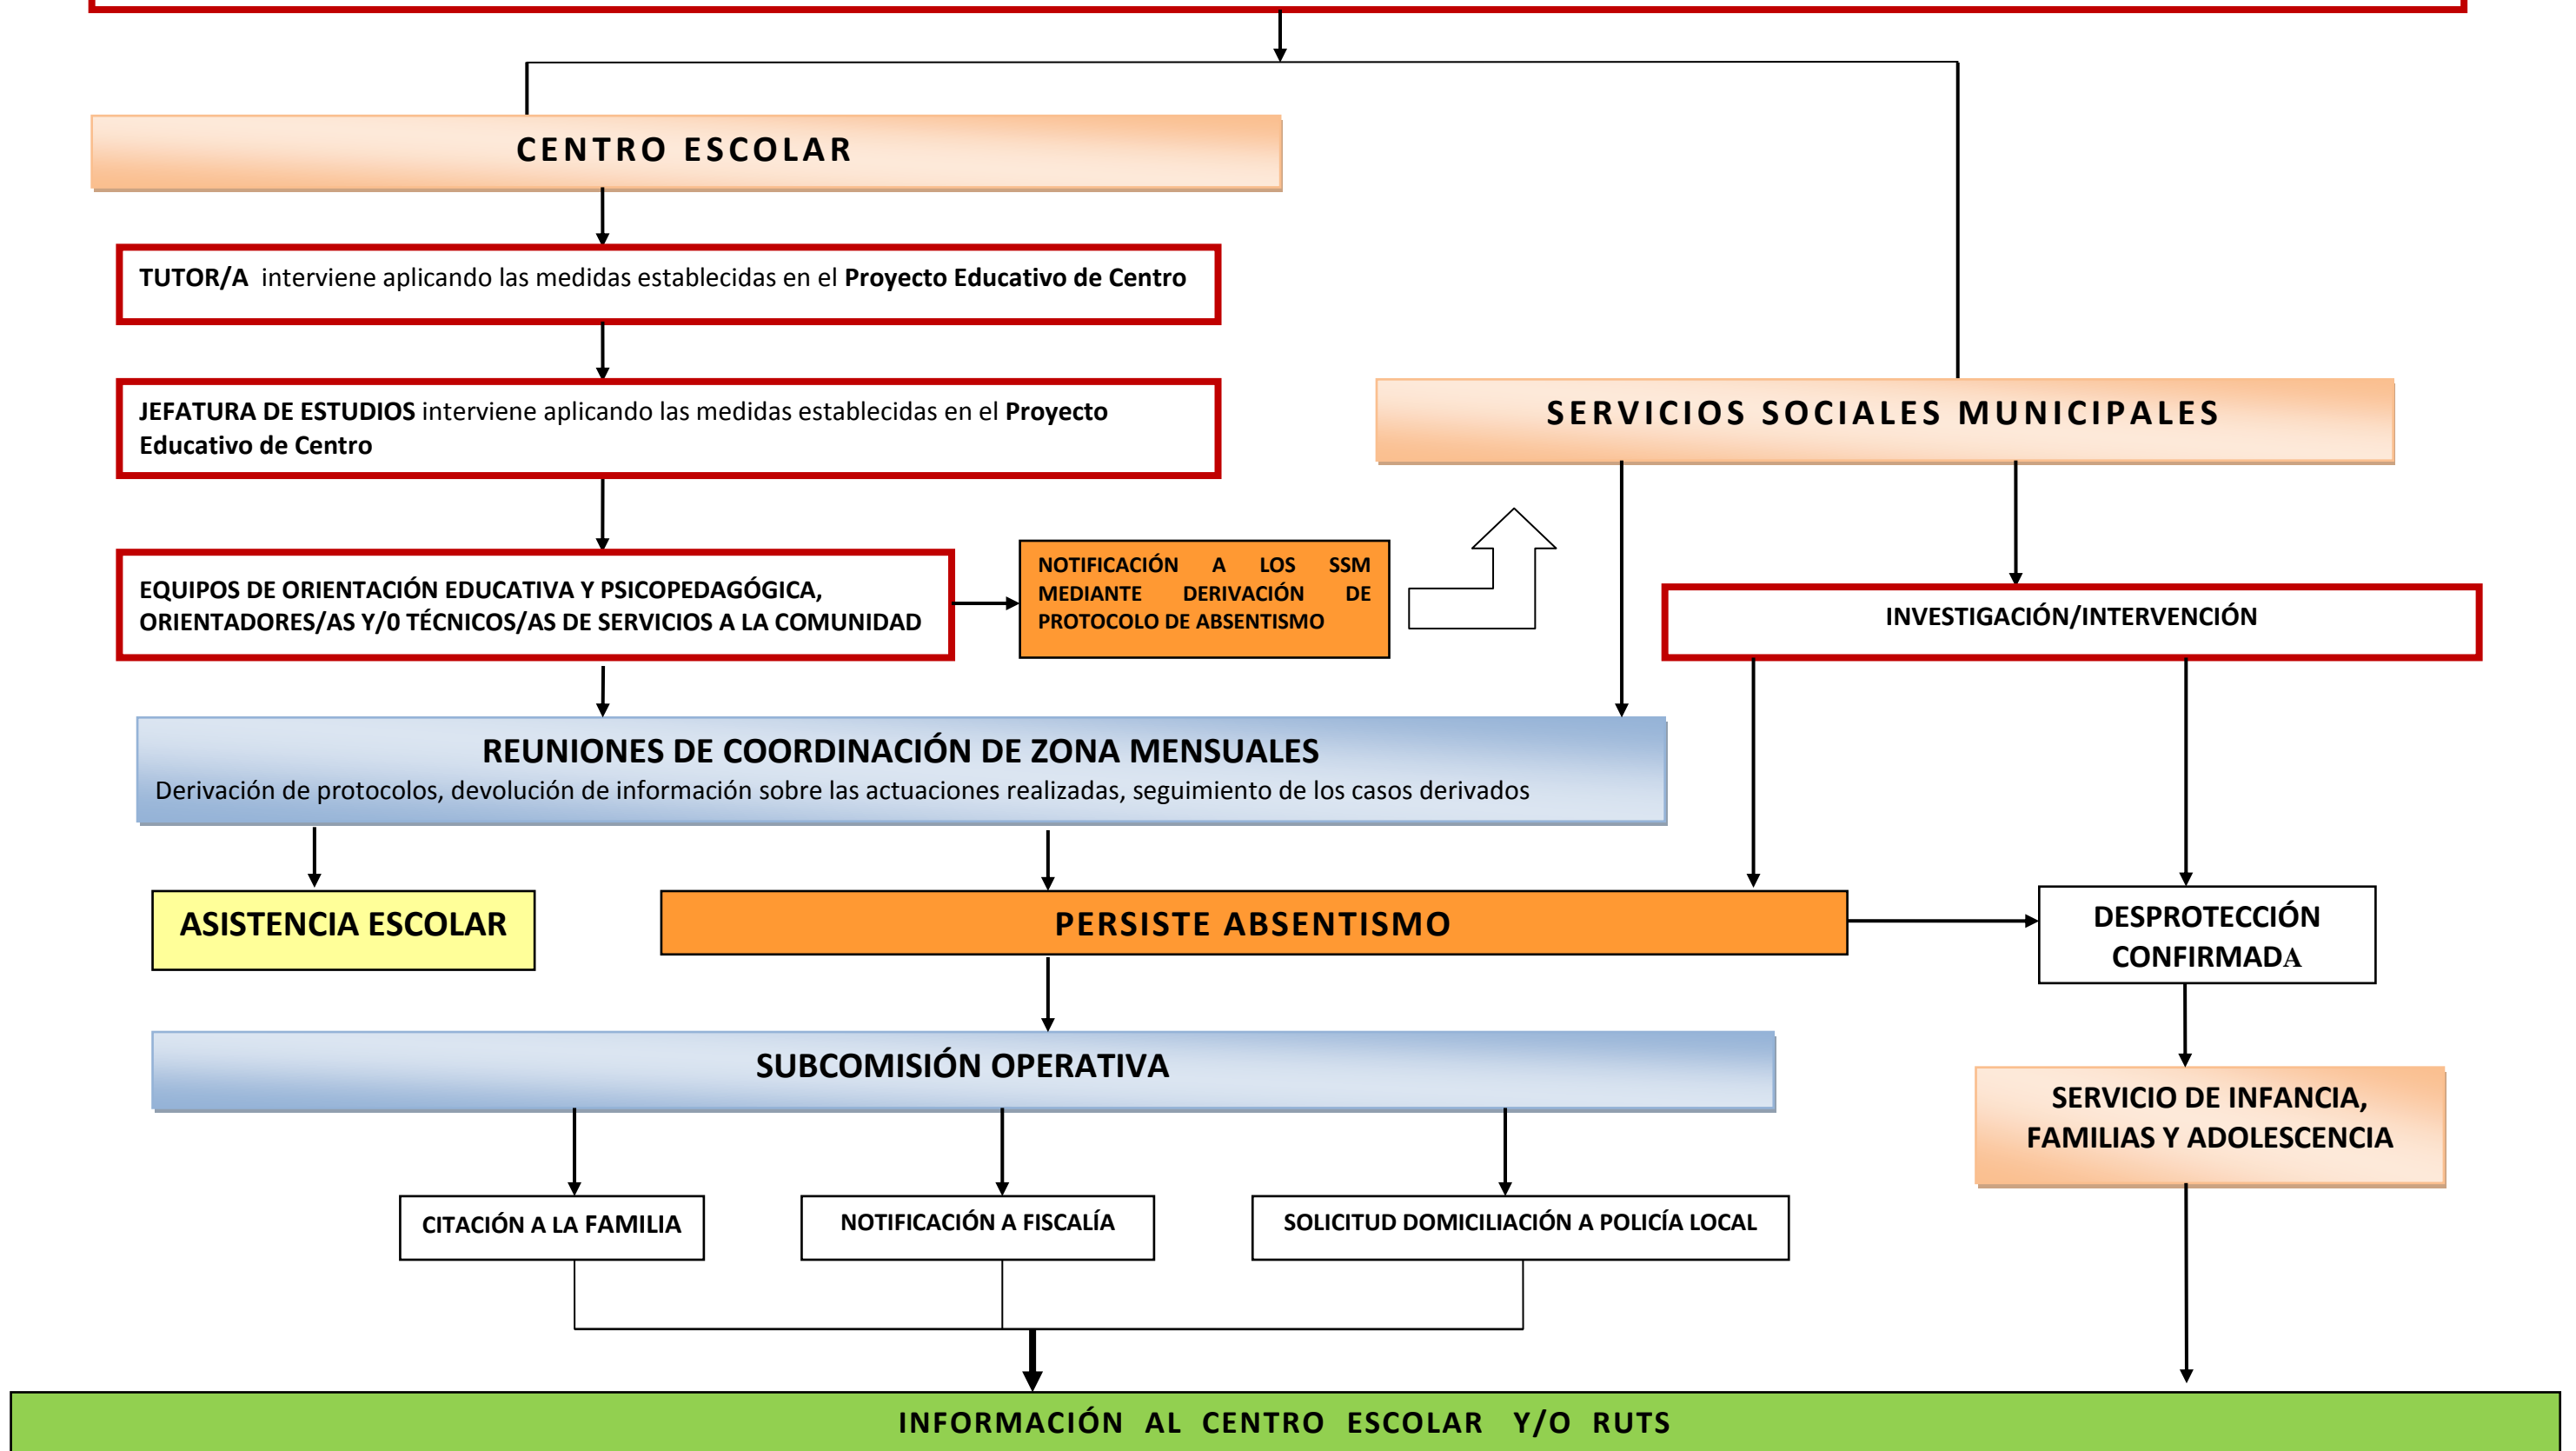 CENTRO ESCOLAR
TUTOR/A interviene aplicando las medidas establecidas en el Proyecto Educativo de Centro
JEFATURA DE ESTUDIOS interviene aplicando las medidas establecidas en el Proyecto
Educativo de Centro
SERVICIOS SOCIALES MUNICIPALES
EQUIPOS DE ORIENTACIÓN EDUCATIVA Y PSICOPEDAGÓGICA,
ORIENTADORES/AS Y/0 TÉCNICOS/AS DE SERVICIOS A LA COMUNIDAD
NOTIFICACIÓN A LOS SSM
MEDIANTE DERIVACIÓN DE
PROTOCOLO DE ABSENTISMO
INVESTIGACIÓN/INTERVENCIÓN
REUNIONES DE COORDINACIÓN DE ZONA MENSUALES
Derivación de protocolos, devolución de información sobre las actuaciones realizadas, seguimiento de los casos derivados
ASISTENCIA ESCOLAR
PERSISTE ABSENTISMO
DESPROTECCIÓN
CONFIRMADA
SUBCOMISIÓN OPERATIVA
SERVICIO DE INFANCIA,
FAMILIAS Y ADOLESCENCIA
CITACIÓN A LA FAMILIA
NOTIFICACIÓN A FISCALÍA
SOLICITUD DOMICILIACIÓN A POLICÍA LOCAL
INFORMACIÓN AL CENTRO ESCOLAR Y/O RUTS